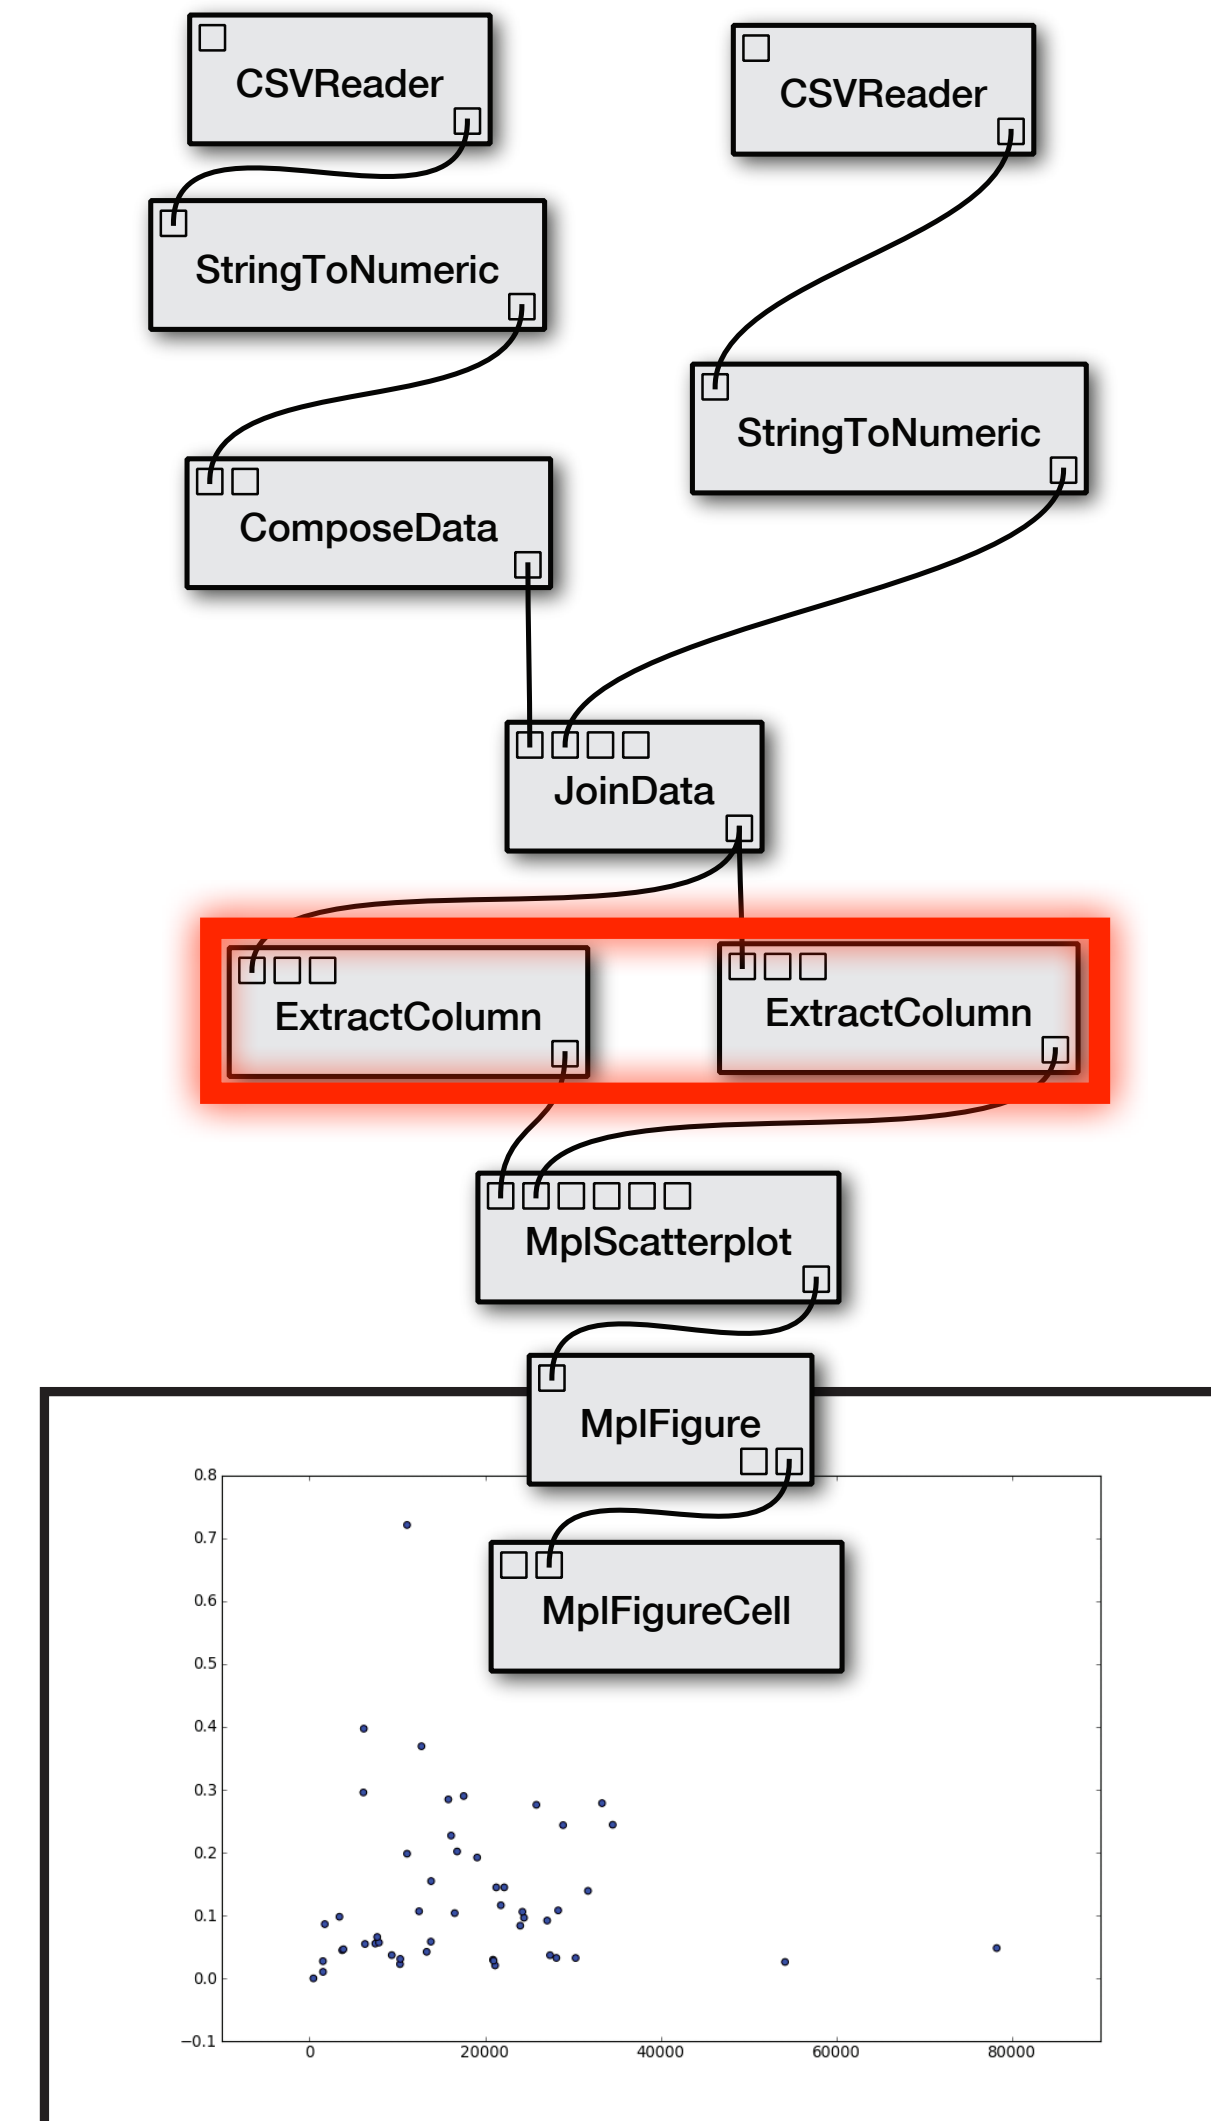 CSVReader
CSVReader
StringToNumeric
StringToNumeric
ComposeData
JoinData
ExtractColumn
ExtractColumn
MplScatterplot
MplFigure
MplFigureCell
0.8
0.7
0.6
0.5
0.4
0.3
0.2
0.1
0.0
−0.1
0 20000 40000 60000 80000